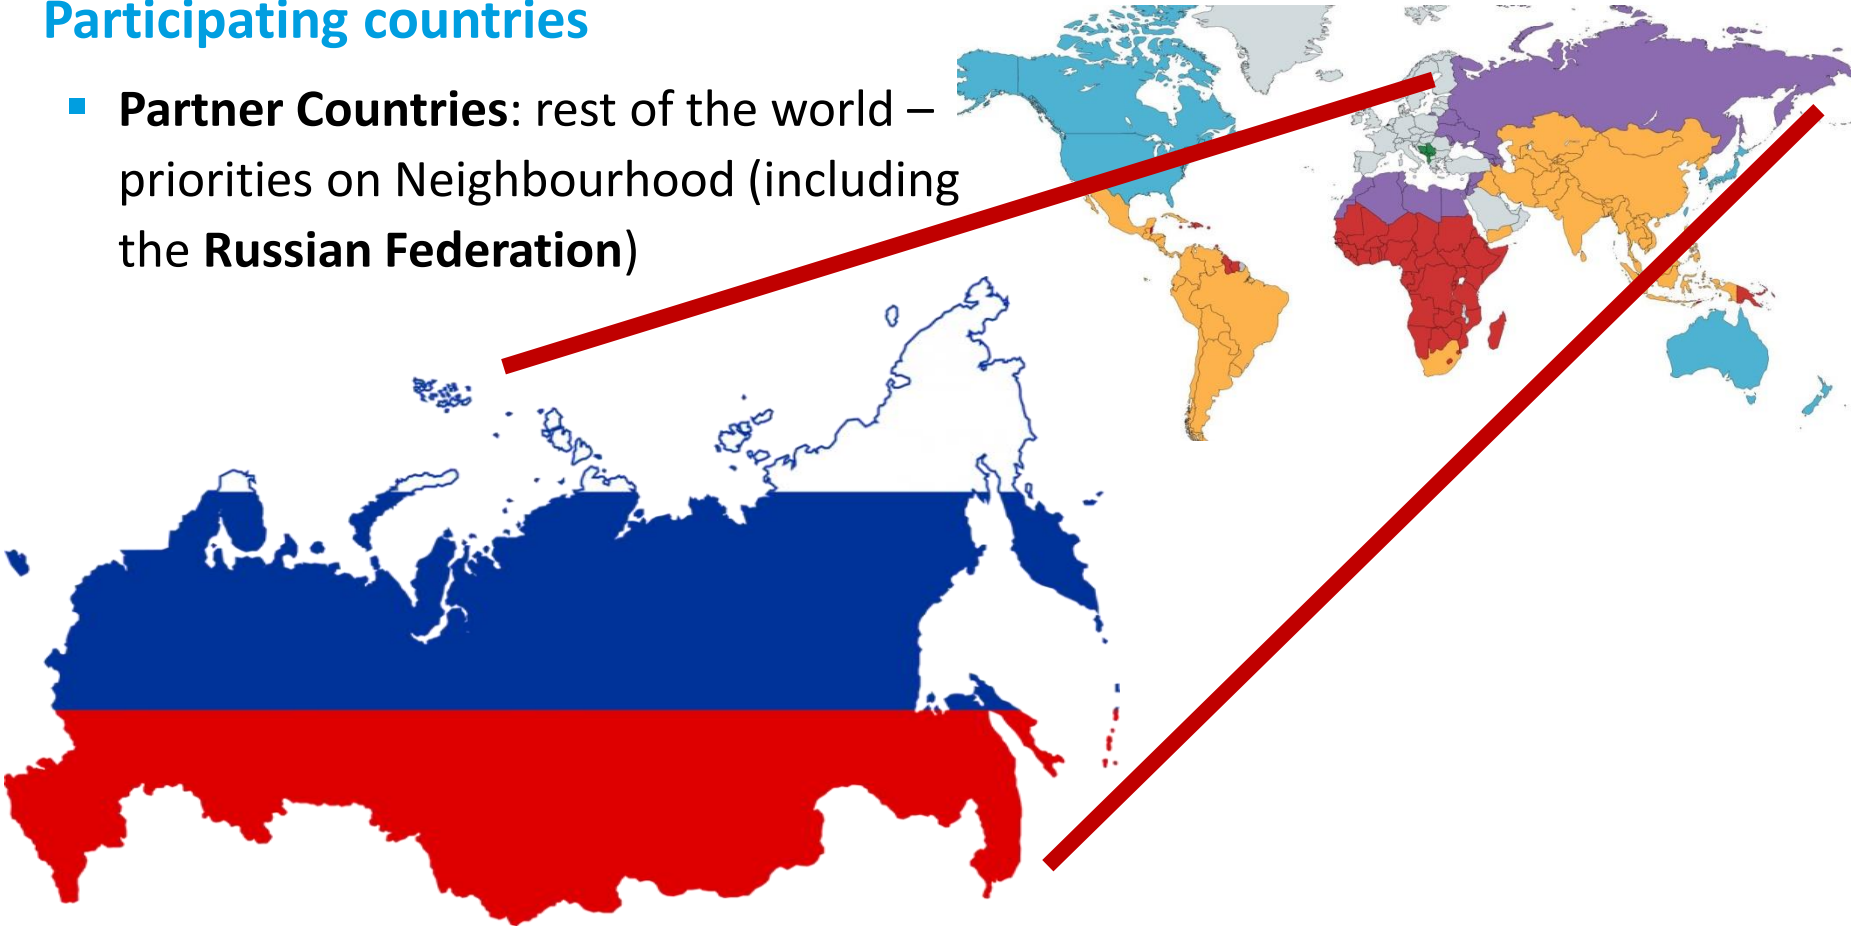 Participating countries
▪ Partner Countries: rest of the world –
priorities on Neighbourhood (including
the Russian Federation)